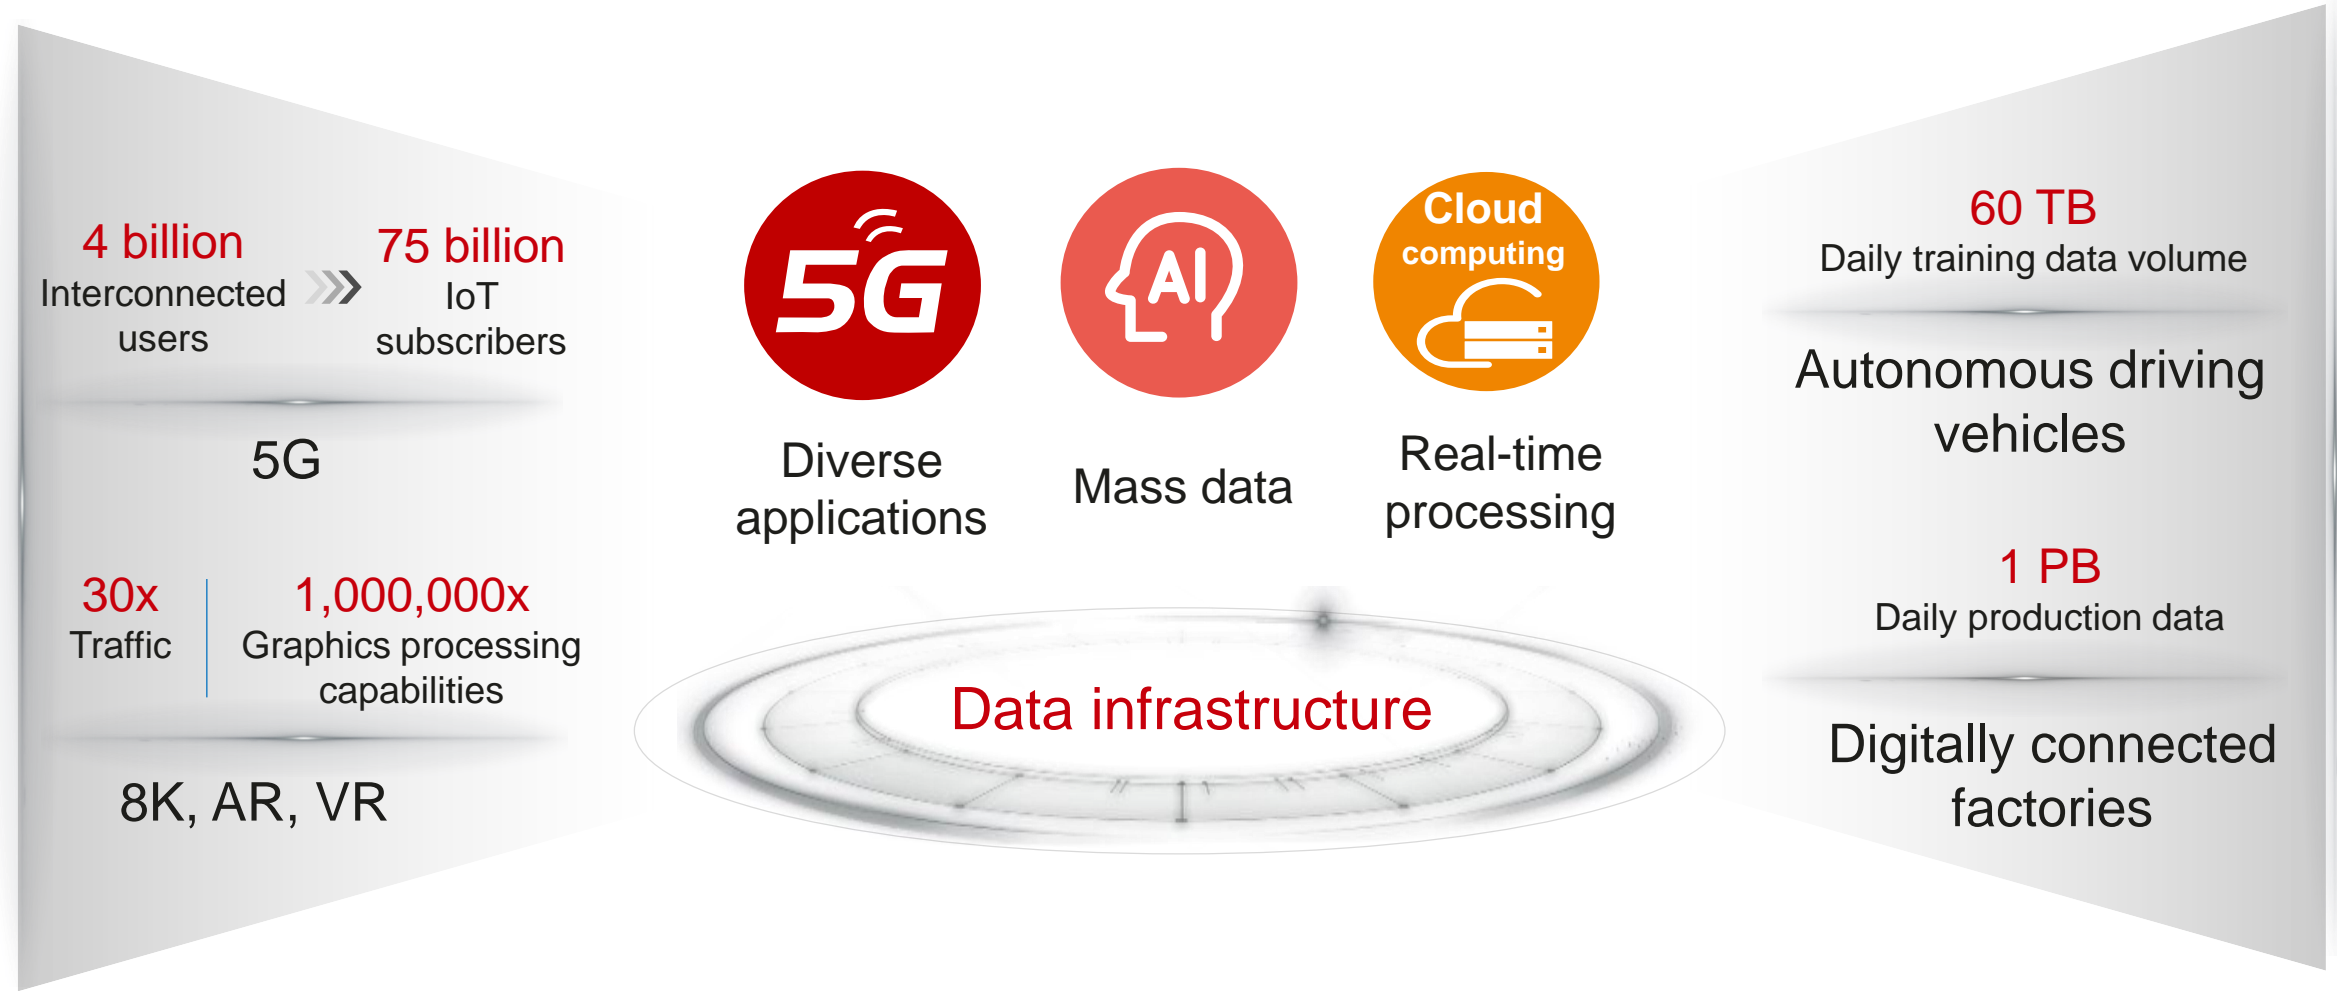 4 billion
Interconnected
users
75 billion
IoT
subscribers
5G
30x
Traffic
1,000,000x
Graphics processing
capabilities
8K, AR, VR
5G
Diverse
applications
AI
Mass data
Cloud
computing
Real-time
processing
Data infrastructure
60 TB
Daily training data volume
Autonomous driving
vehicles
1 PB
Daily production data
Digitally connected
factories